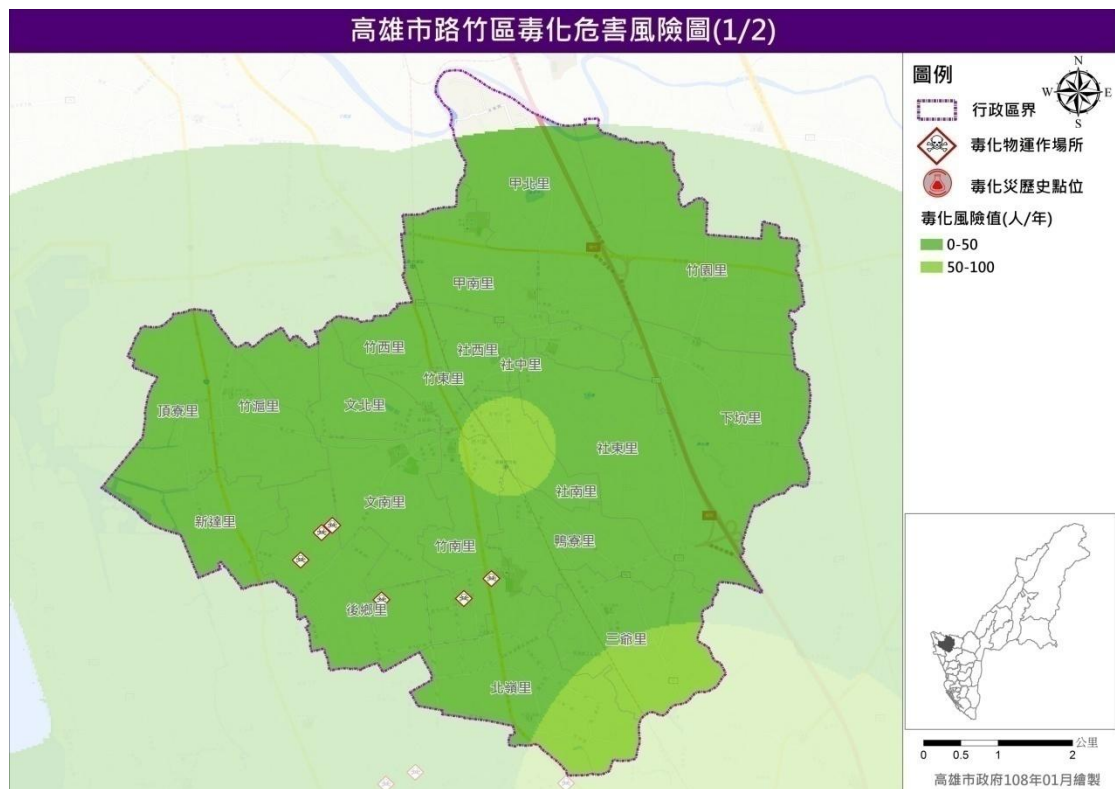 高雄市路竹區毒化危害風險圖(1/2)
圖例
N
W
E
S
行政區界
毒化物運作場所
毒化災歷史點位
毒化風險值(人/年)
0-50
50-100
甲北里
竹園里
甲南里
竹西里
社西里
社中里
竹東里
頂寮里
竹滬里
文北里
下坑里
社東里
文南里
社南里
新達里
竹南里
鴨寮里
後鄉里
三爺里
北嶺里
公里
0
0.5
1
2
高雄市政府108年01月繪製